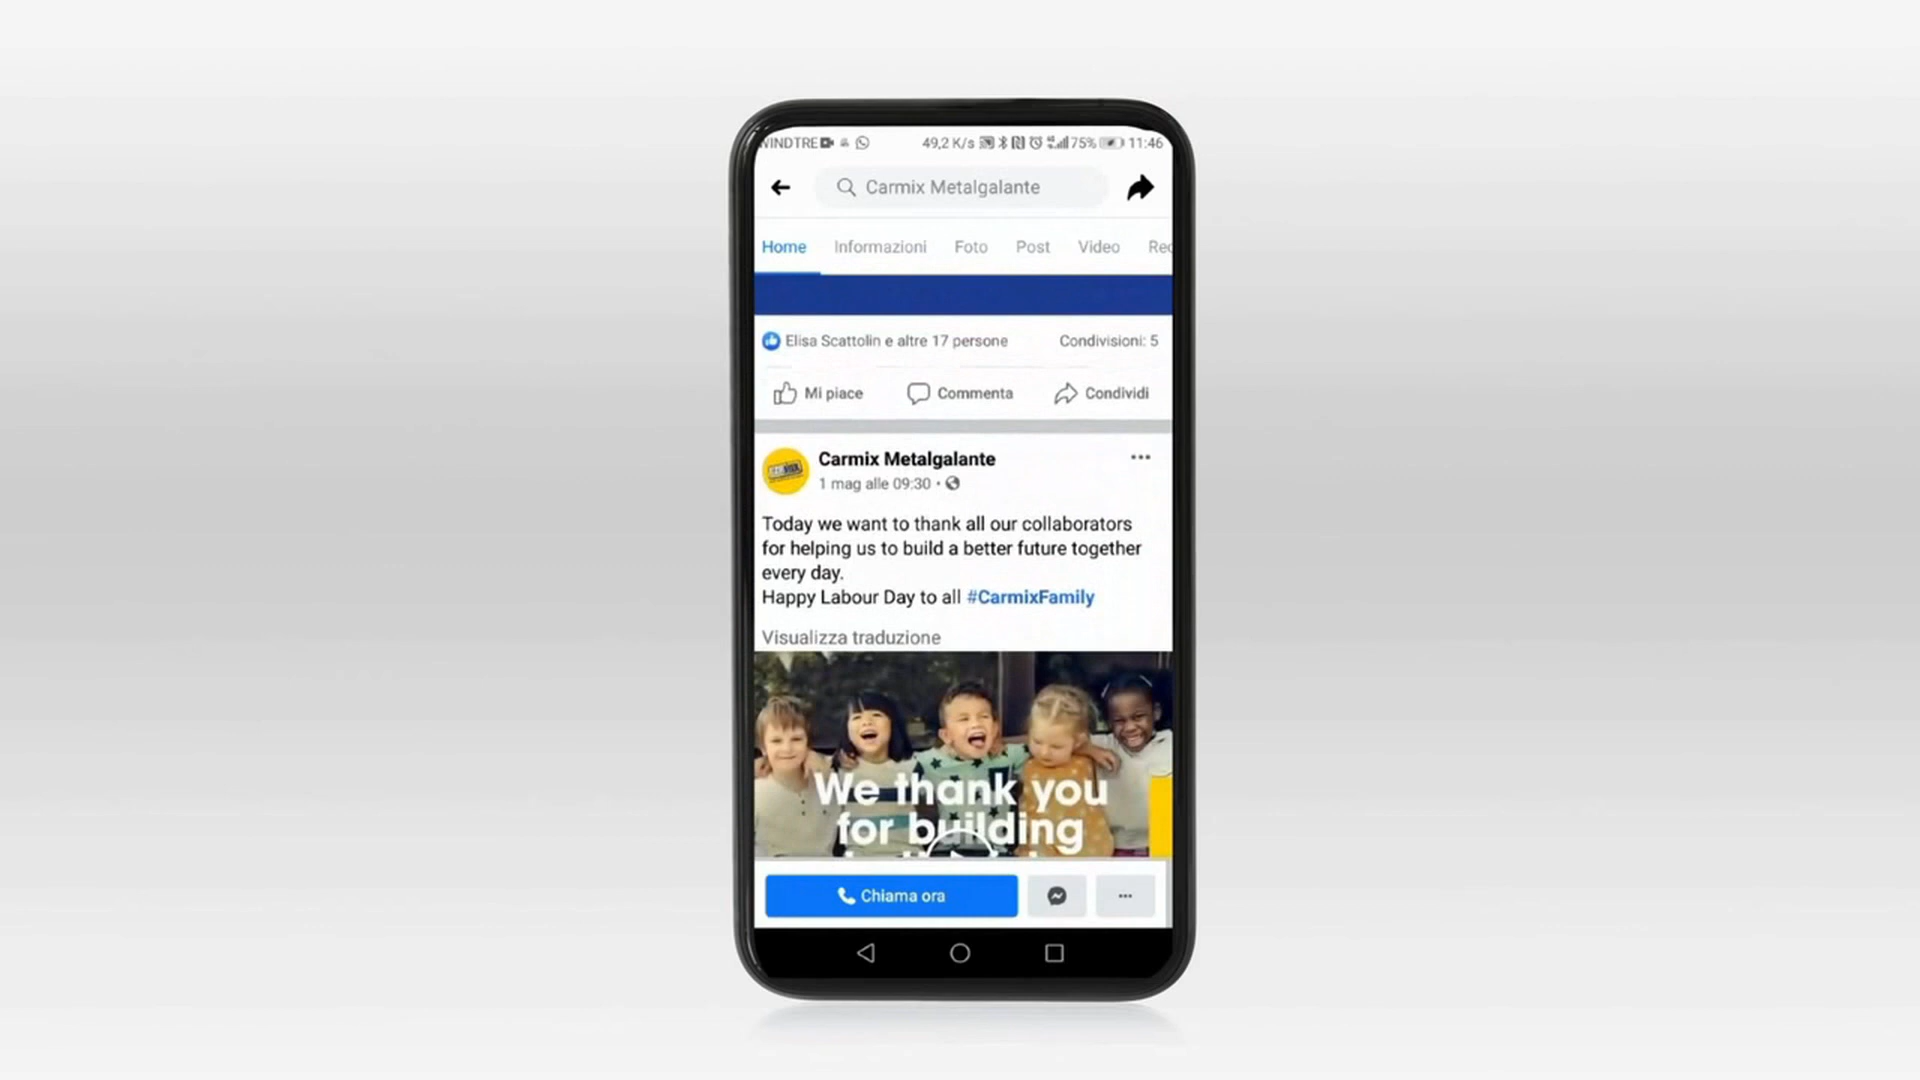 WINDTRE 49,2 K/s 75% 11:46
Carmix Metalgalante
Home Informazioni Foto Post Video Rec
Elisa Scattolin e altre 17 persone Condivisioni: 5
Mi piace Commenta Condividi
Carmix Metalgalante
1 mag alle 09:30
Today we want to thank all our collaborators
for helping us to build a better future together
every day.
Happy Labour Day to all #CarmixFamily
Visualizza traduzione
We thank you
for building
Chiama ora